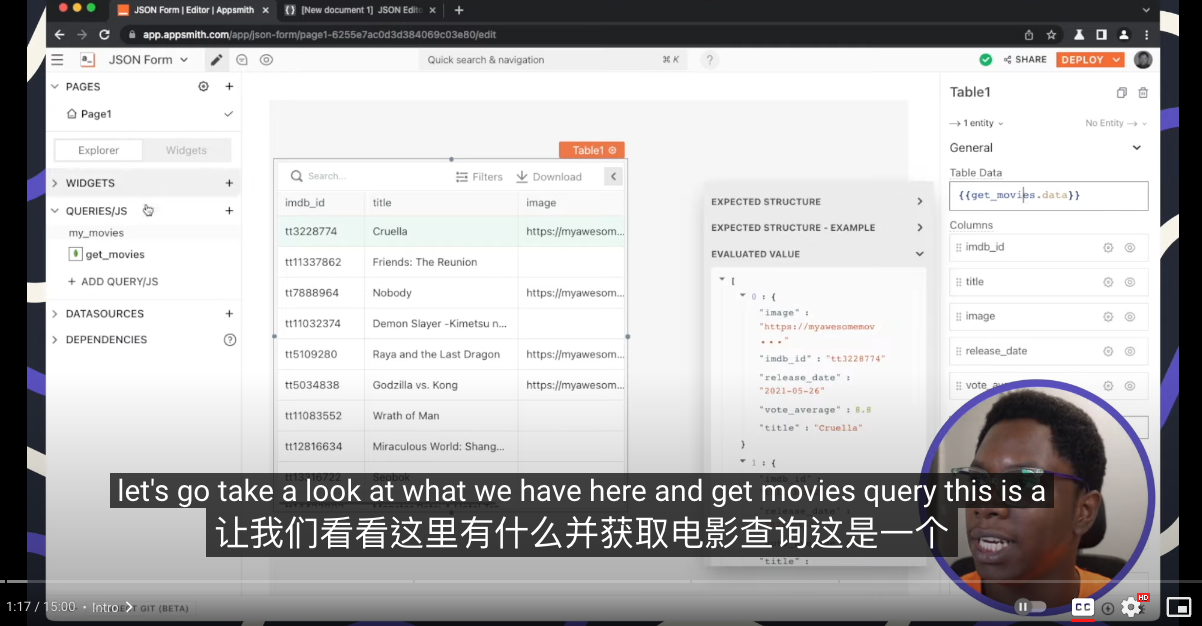 JSON Form | Editor | Appsmith
[New document 1] JSON Edito
app.appsmith.com/app/json-form/page1-6255e7ac0d3d384069c03e80/edit
JSON Form
Quick search & navigation
⌘ K
?
SHARE
DEPLOY
PAGES
Page1
Explorer
Widgets
WIDGETS
QUERIES/JS
my_movies
get_movies
+ ADD QUERY/JS
DATASOURCES
DEPENDENCIES
Table1
Search...
Filters
Download
imdb_id title image
tt3228774 Cruella https://myawesom...
tt11337862 Friends: The Reunion
tt7888964 Nobody https://myawesom...
tt11032374 Demon Slayer -Kimetsu n...
tt5109280 Raya and the Last Dragon https://myawesom...
tt5034838 Godzilla vs. Kong https://myawesom...
tt11083552 Wrath of Man
tt12816634 Miraculous World: Shang...
EXPECTED STRUCTURE
EXPECTED STRUCTURE - EXAMPLE
EVALUATED VALUE
[
0 : {
"image" :
"https://myawesomemov
..."
"imdb_id" : "tt3228774"
"release_date" :
"2021-05-26"
"vote_average" : 8.8
"title" : "Cruella"
}
1 : {
"title" :
Table1
1 entity
No Entity
General
Table Data
{{get_movies.data}}
Columns
imdb_id
title
image
release_date
let's go take a look at what we have here and get movies query this is a
让我们看看这里有什么并获取电影查询这是一个
1:17 / 15:00 • Intro
GIT (BETA)
CC
HD